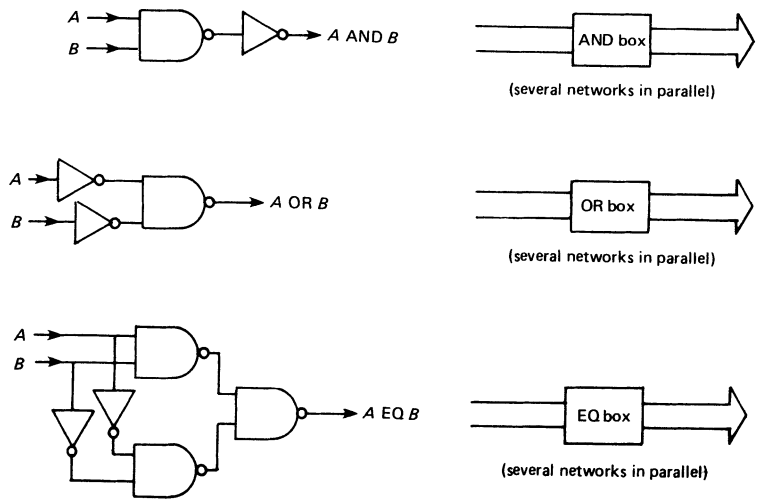 A
B
A AND B
AND box
(several networks in parallel)
A
B
A OR B
OR box
(several networks in parallel)
A
B
A EQ B
EQ box
(several networks in parallel)